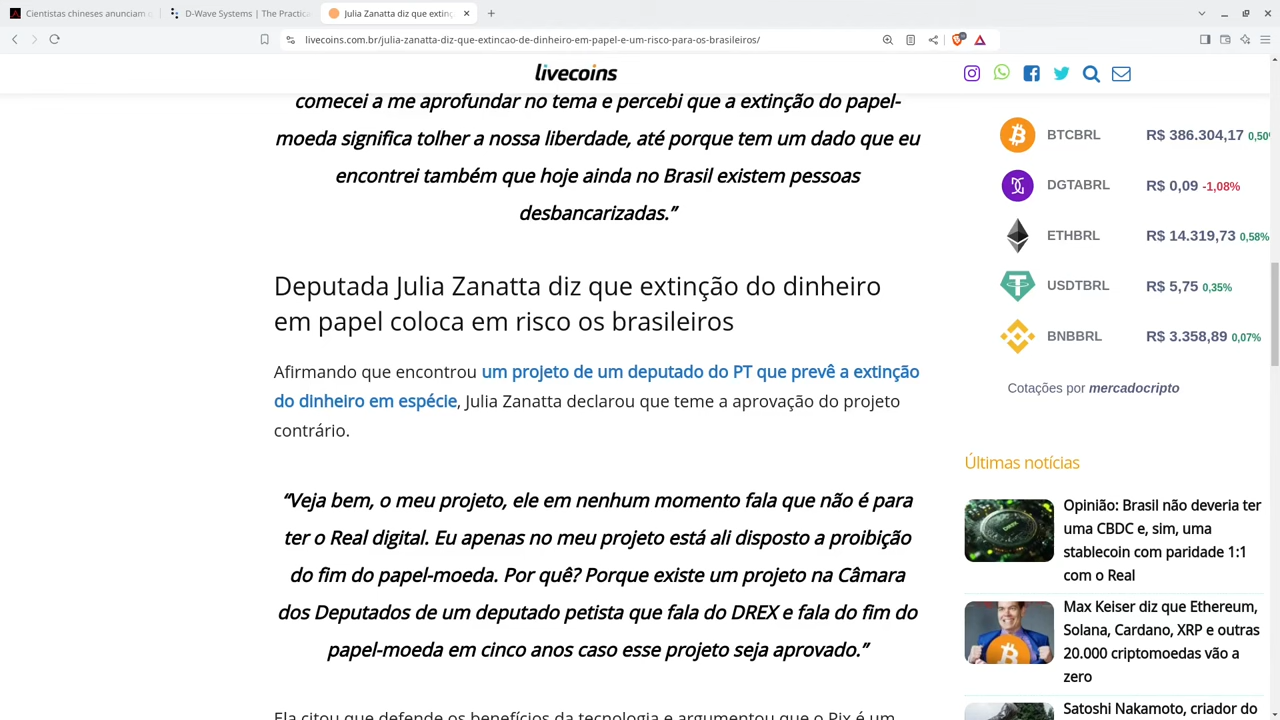 Cientistas chineses anunciam
D-Wave Systems | The Practica
Julia Zanatta diz que extinç
livecoins.com.br/julia-zanatta-diz-que-extincao-de-dinheiro-em-papel-e-um-risco-para-os-brasileiros/
livecoins
comecei a me aprofundar no tema e percebi que a extinção do papel-
moeda significa tolher a nossa liberdade, até porque tem um dado que eu
encontrei também que hoje ainda no Brasil existem pessoas
desbancarizadas.”
Deputada Julia Zanatta diz que extinção do dinheiro
em papel coloca em risco os brasileiros
Afirmando que encontrou um projeto de um deputado do PT que prevê a extinção
do dinheiro em espécie, Julia Zanatta declarou que teme a aprovação do projeto
contrário.
“Veja bem, o meu projeto, ele em nenhum momento fala que não é para
ter o Real digital. Eu apenas no meu projeto está ali disposto a proibição
do fim do papel-moeda. Por quê? Porque existe um projeto na Câmara
dos Deputados de um deputado petista que fala do DREX e fala do fim do
papel-moeda em cinco anos caso esse projeto seja aprovado.”
Ela citou que defende os benefícios da tecnologia e argumentou que o Pix é um
BTCBRL R$ 386.304,17 0,50
DGTABRL R$ 0,09 -1,08%
ETHBRL R$ 14.319,73 0,58%
USDTBRL R$ 5,75 0,35%
BNBBRL R$ 3.358,89 0,07%
Cotações por mercadocripto
Últimas notícias
DREX
Opinião: Brasil não deveria ter
uma CBDC e, sim, uma
stablecoin com paridade 1:1
com o Real
Max Keiser diz que Ethereum,
Solana, Cardano, XRP e outras
20.000 criptomoedas vão a
zero
Satoshi Nakamoto, criador do